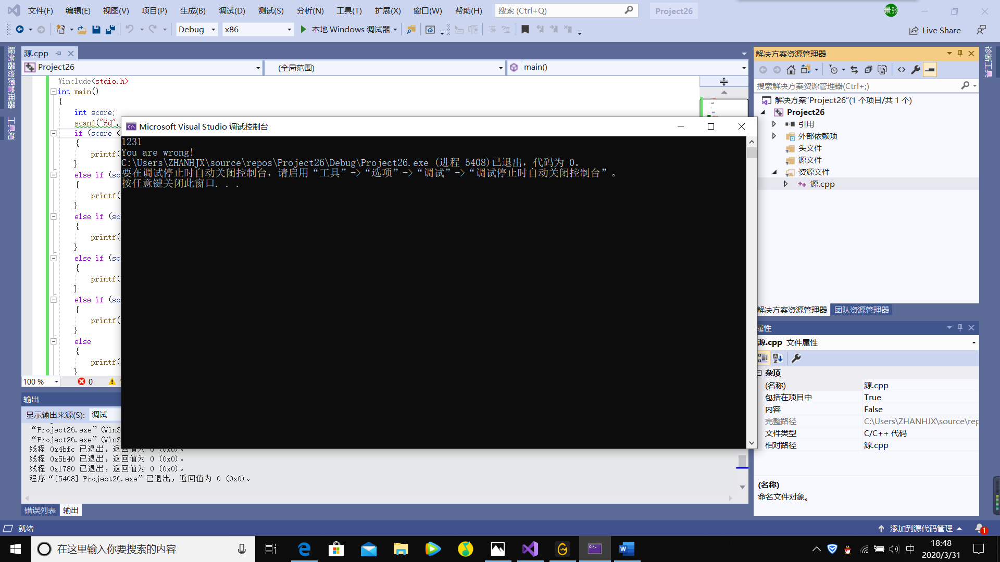 文件(F) 编辑(E) 视图(V) 项目(P) 生成(B) 调试(D) 测试(S) 分析(N) 工具(T) 扩展(X) 窗口(W) 帮助(H) 搜索 (Ctrl+Q) Project26 景张
Debug x86 本地 Windows 调试器 Live Share
服务器资源管理器
工具箱
源.cpp
Project26 (全局范围) main()
#include<stdio.h>
int main()
{
int score;
scanf("%d",
if (score <
{
printf(
}
else if (sc
{
printf(
}
else if (sc
{
printf(
}
else if (sc
{
printf(
}
else if (sc
{
printf(
}
else
{
printf(
}
100 % 0
Microsoft Visual Studio 调试控制台
1231
You are wrong!
C:\Users\ZHANHJX\source\repos\Project26\Debug\Project26.exe (进程 5408)已退出，代码为 0。
要在调试停止时自动关闭控制台，请启用“工具”->“选项”->“调试”->“调试停止时自动关闭控制台”。
按任意键关闭此窗口. . .
输出
显示输出来源(S): 调试
“Project26.exe”(Win3
“Project26.exe”(Win3
线程 0x4bfc 已退出，返回值为 0 (0x0)。
线程 0x5b40 已退出，返回值为 0 (0x0)。
线程 0x1780 已退出，返回值为 0 (0x0)。
程序“[5408] Project26.exe”已退出，返回值为 0 (0x0)。
错误列表 输出
解决方案资源管理器
搜索解决方案资源管理器(Ctrl+;)
解决方案“Project26”(1 个项目/共 1 个)
Project26
引用
外部依赖项
头文件
源文件
资源文件
源.cpp
解决方案资源管理器 团队资源管理器
属性
源.cpp 文件属性
杂项
(名称) 源.cpp
包括在项目中 True
内容 False
完整路径 C:\Users\ZHANHJX\source\rep
文件类型 C/C++ 代码
相对路径 源.cpp
(名称)
命名文件对象。
诊断工具
就绪 添加到源代码管理 1
在这里输入你要搜索的内容 中 18:48
2020/3/31